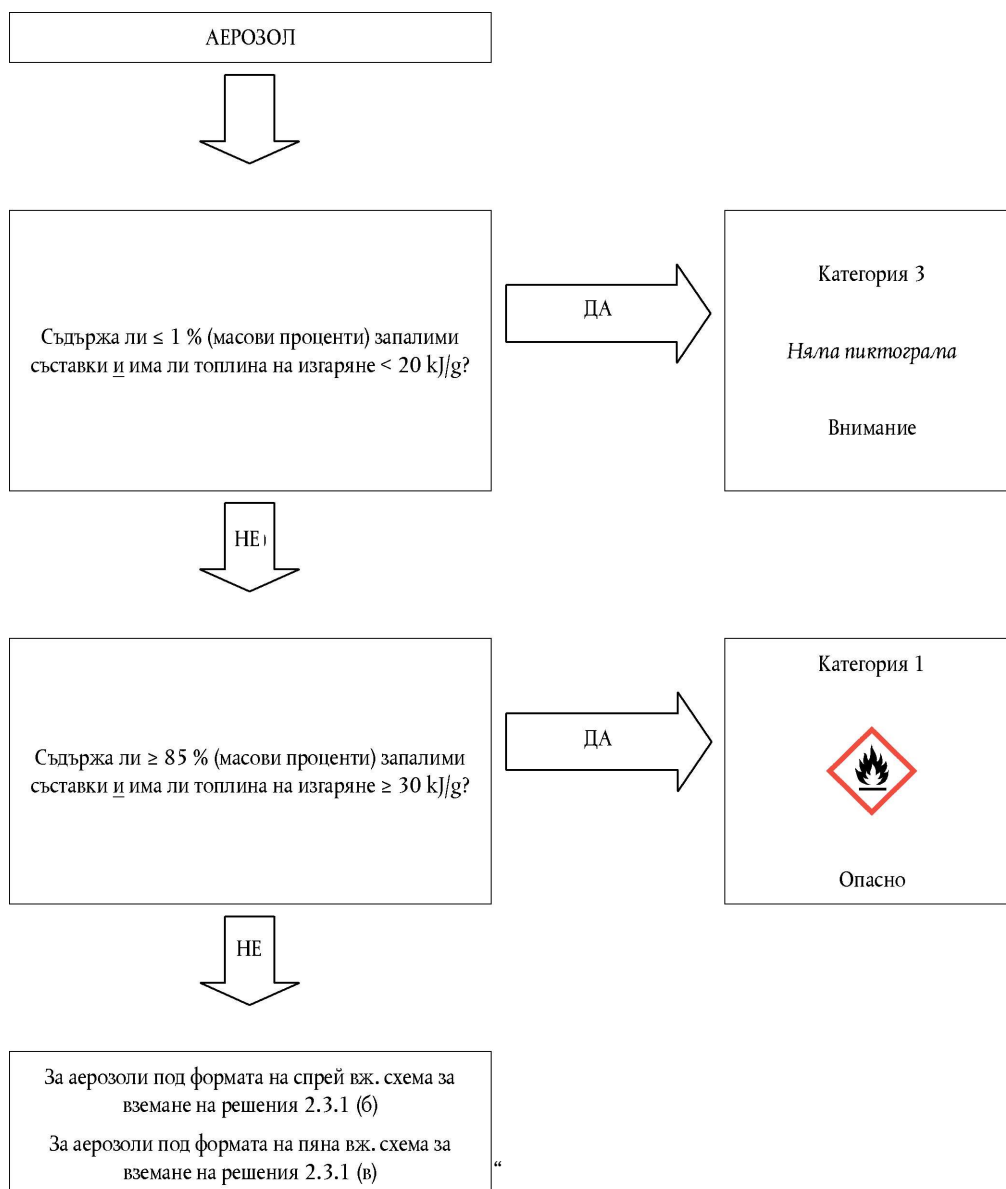 АЕРОЗОЛ
Съдържа ли ≤ 1 % (масови проценти) запалими
съставки и има ли топлина на изгаряне < 20 kJ/g?
ДА
Категория 3
Няма пиктограма
Внимание
НЕ)
Съдържа ли ≥ 85 % (масови проценти) запалими
съставки и има ли топлина на изгаряне ≥ 30 kJ/g?
ДА
Категория 1
Опасно
НЕ
За аерозоли под формата на спрей вж. схема за
вземане на решения 2.3.1 (б)
За аерозоли под формата на пяна вж. схема за
вземане на решения 2.3.1 (в)
“